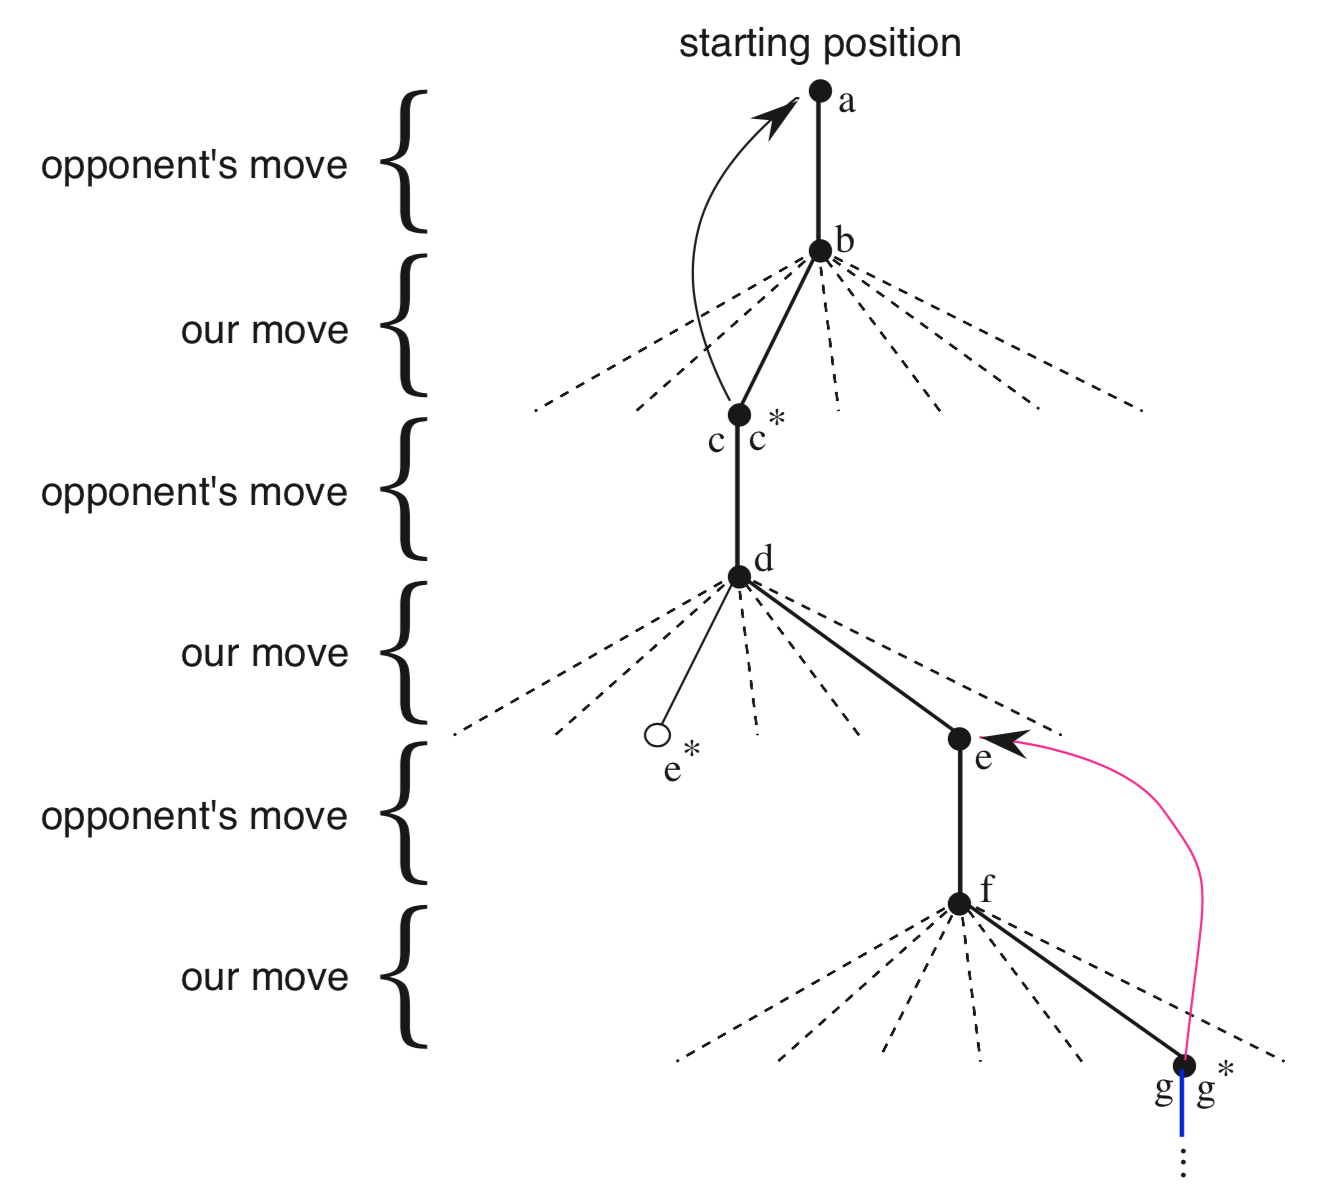 starting position
a
opponent's move
b
our move
c c*
opponent's move
d
our move
e*
e
opponent's move
f
our move
g g*